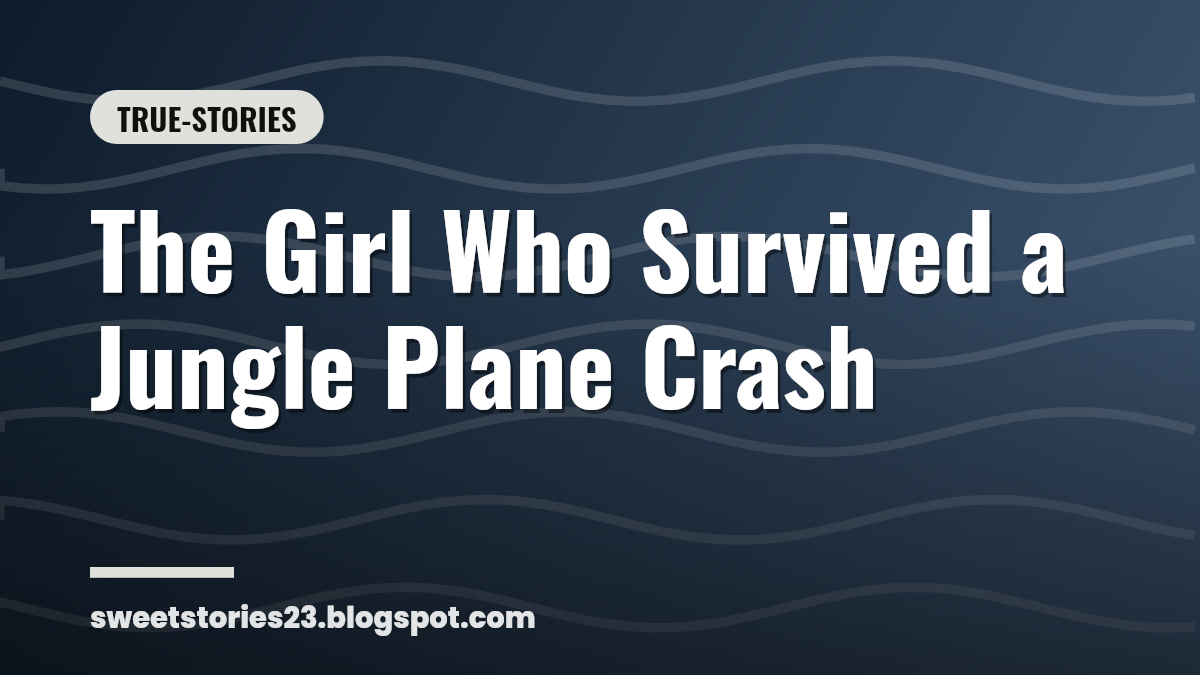 TRUE-STORIES
The Girl Who Survived a
Jungle Plane Crash
sweetstories23.blogspot.com